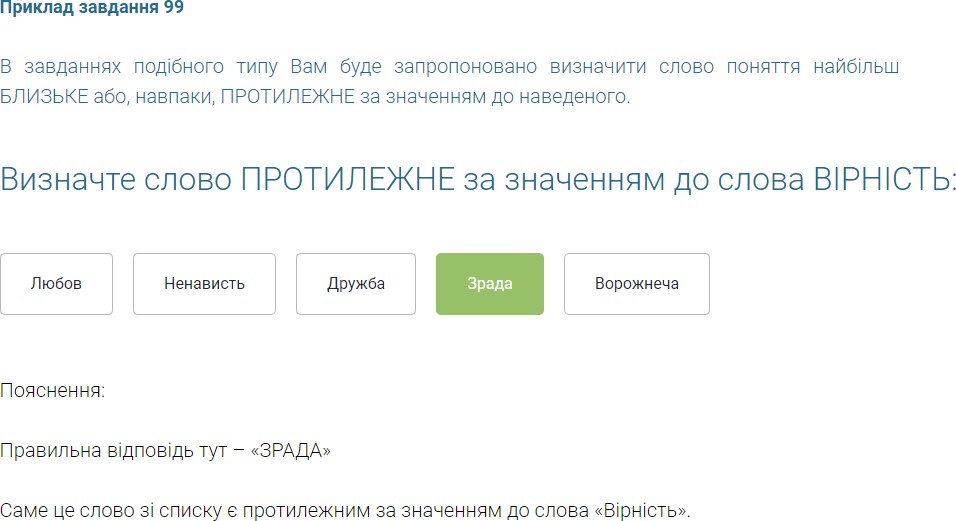 Приклад завдання 99
В завданнях подібного типу Вам буде запропоновано визначити слово поняття найбільш
БЛИЗЬКЕ або, навпаки, ПРОТИЛЕЖНЕ за значенням до наведеного.
Визначте слово ПРОТИЛЕЖНЕ за значенням до слова ВІРНІСТЬ:
Любов Ненависть Дружба Зрада Ворожнеча
Пояснення:
Правильна відповідь тут – «ЗРАДА»
Саме це слово зі списку є протилежним за значенням до слова «Вірність».